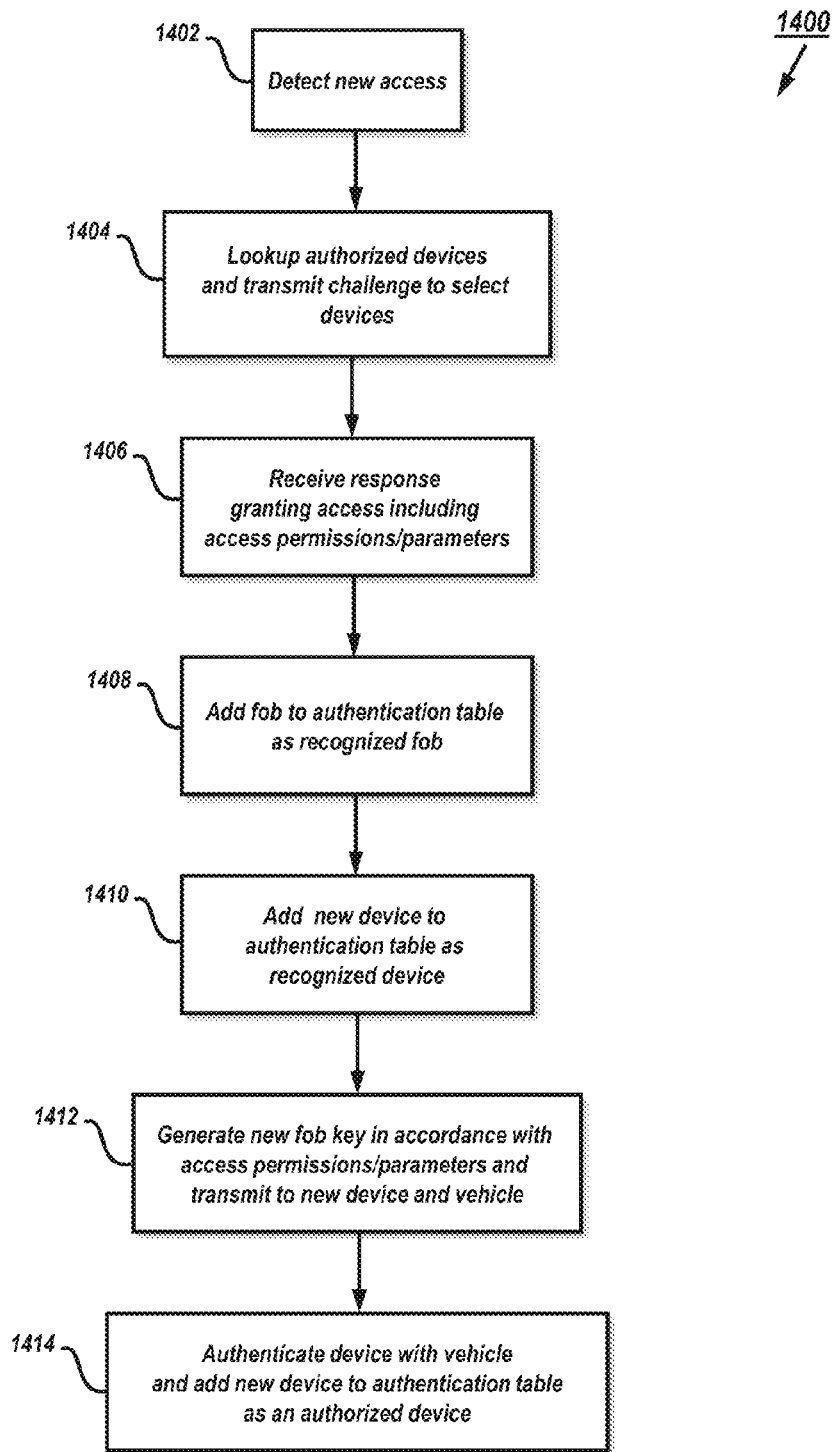 1400
1402
Detect new access
1404
Lookup authorized devices
and transmit challenge to select
devices
1406
Receive response
granting access including
access permissions/parameters
1408
Add fob to authentication table
as recognized fob
1410
Add new device to
authentication table as
recognized device
1412
Generate new fob key in accordance with
access permissions/parameters and
transmit to new device and vehicle
1414
Authenticate device with vehicle
and add new device to authentication table
as an authorized device